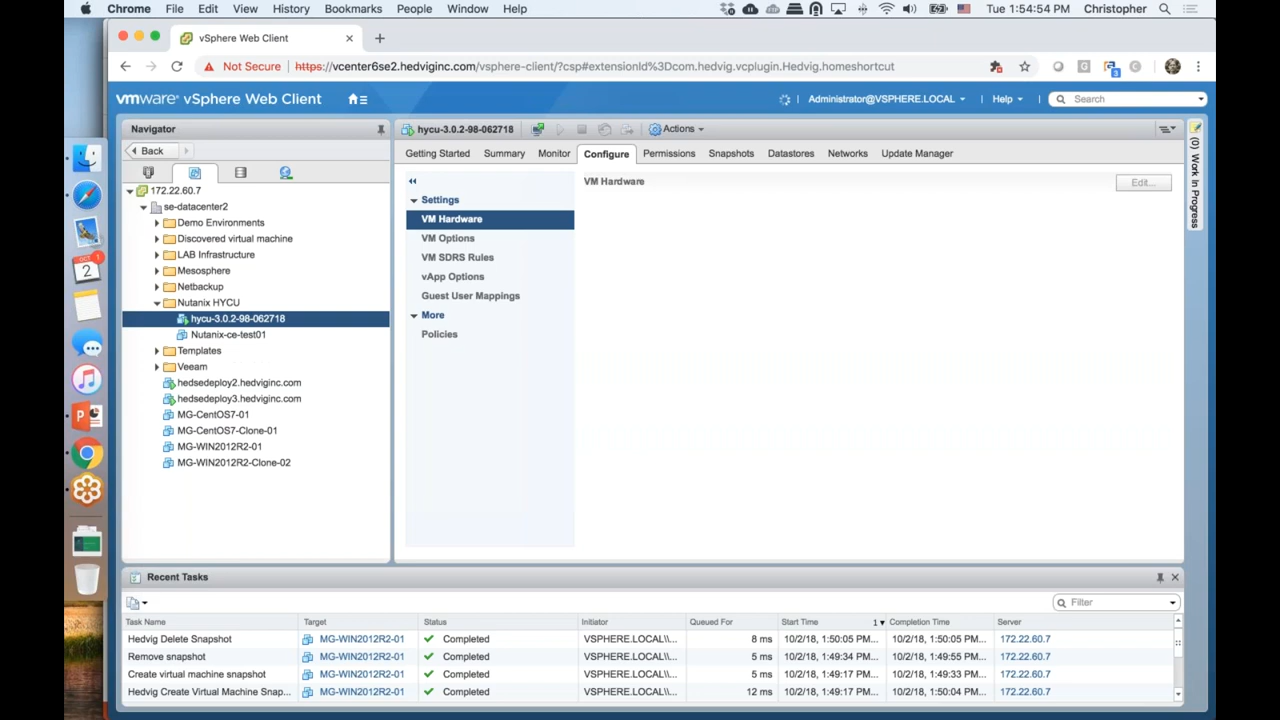 Chrome File Edit View History Bookmarks People Window Help Tue 1:54:54 PM Christopher
vSphere Web Client
Not Secure https://vcenter6se2.hedviginc.com/vsphere-client/?csp#extensionId%3Dcom.hedvig.vcplugin.Hedvig.homeshortcut
3
vmware® vSphere Web Client Administrator@VSPHERE.LOCAL Help Search
Navigator
Back
172.22.60.7
se-datacenter2
Demo Environments
Discovered virtual machine
LAB Infrastructure
Mesosphere
Netbackup
Nutanix HYCU
hycu-3.0.2-98-062718
Nutanix-ce-test01
Templates
Veeam
hedsedeploy2.hedviginc.com
hedsedeploy3.hedviginc.com
MG-CentOS7-01
MG-CentOS7-Clone-01
MG-WIN2012R2-01
MG-WIN2012R2-Clone-02
OCT 1
2
hycu-3.0.2-98-062718 Actions
Getting Started Summary Monitor Configure Permissions Snapshots Datastores Networks Update Manager
Settings
VM Hardware
VM Options
VM SDRS Rules
vApp Options
Guest User Mappings
More
Policies
VM Hardware Edit...
(0) Work In Progress
Recent Tasks
Filter
Task Name Target Status Initiator Queued For Start Time 1 Completion Time Server
Hedvig Delete Snapshot MG-WIN2012R2-01 Completed VSPHERE.LOCAL\\... 8 ms 10/2/18, 1:50:05 PM... 10/2/18, 1:50:05 PM... 172.22.60.7
Remove snapshot MG-WIN2012R2-01 Completed VSPHERE.LOCAL\\... 5 ms 10/2/18, 1:49:34 PM... 10/2/18, 1:49:55 PM... 172.22.60.7
Create virtual machine snapshot MG-WIN2012R2-01 Completed VSPHERE.LOCAL\\... 5 ms 10/2/18, 1:49:17 PM... 10/2/18, 1:49:33 PM... 172.22.60.7
Hedvig Create Virtual Machine Snap... MG-WIN2012R2-01 Completed VSPHERE.LOCAL\\... 12 ms 10/2/18, 1:49:17 PM... 10/2/18, 1:50:04 PM... 172.22.60.7